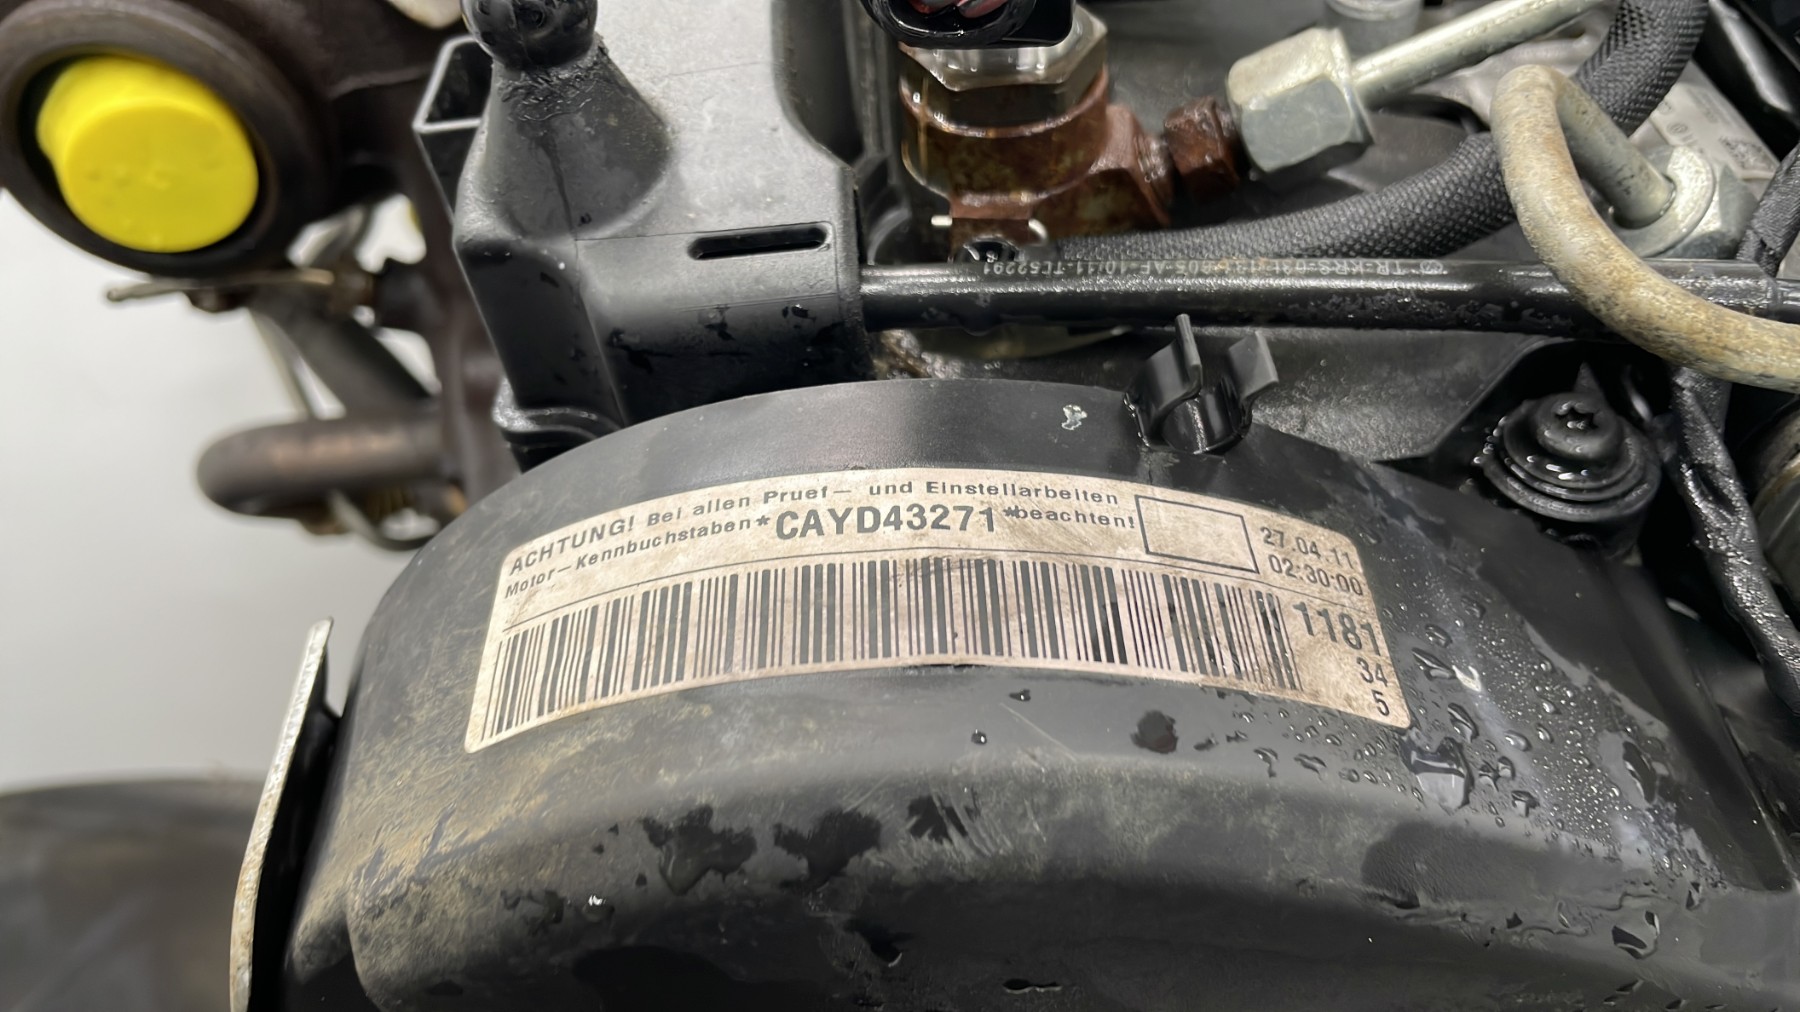 ACHTUNG! Bei allen Pruef- und Einstellarbeiten
Motor-Kennbuchstaben *CAYD43271* beachten!
27.04.11
02:30:00
1181
34
5